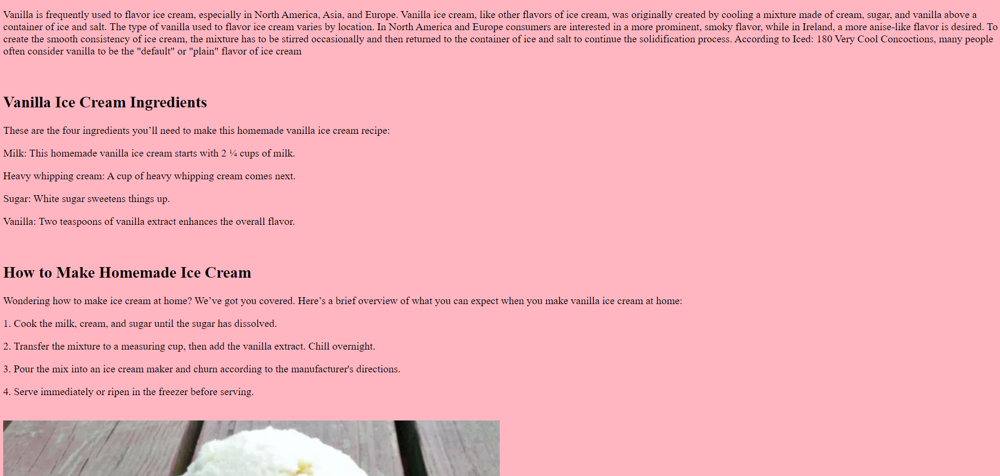 Vanilla is frequently used to flavor ice cream, especially in North America, Asia, and Europe. Vanilla ice cream, like other flavors of ice cream, was originally created by cooling a mixture made of cream, sugar, and vanilla above a
container of ice and salt. The type of vanilla used to flavor ice cream varies by location. In North America and Europe consumers are interested in a more prominent, smoky flavor, while in Ireland, a more anise-like flavor is desired. To
create the smooth consistency of ice cream, the mixture has to be stirred occasionally and then returned to the container of ice and salt to continue the solidification process. According to Iced: 180 Very Cool Concoctions, many people
often consider vanilla to be the "default" or "plain" flavor of ice cream
Vanilla Ice Cream Ingredients
These are the four ingredients you’ll need to make this homemade vanilla ice cream recipe:
Milk: This homemade vanilla ice cream starts with 2 ¼ cups of milk.
Heavy whipping cream: A cup of heavy whipping cream comes next.
Sugar: White sugar sweetens things up.
Vanilla: Two teaspoons of vanilla extract enhances the overall flavor.
How to Make Homemade Ice Cream
Wondering how to make ice cream at home? We’ve got you covered. Here’s a brief overview of what you can expect when you make vanilla ice cream at home:
1. Cook the milk, cream, and sugar until the sugar has dissolved.
2. Transfer the mixture to a measuring cup, then add the vanilla extract. Chill overnight.
3. Pour the mix into an ice cream maker and churn according to the manufacturer's directions.
4. Serve immediately or ripen in the freezer before serving.